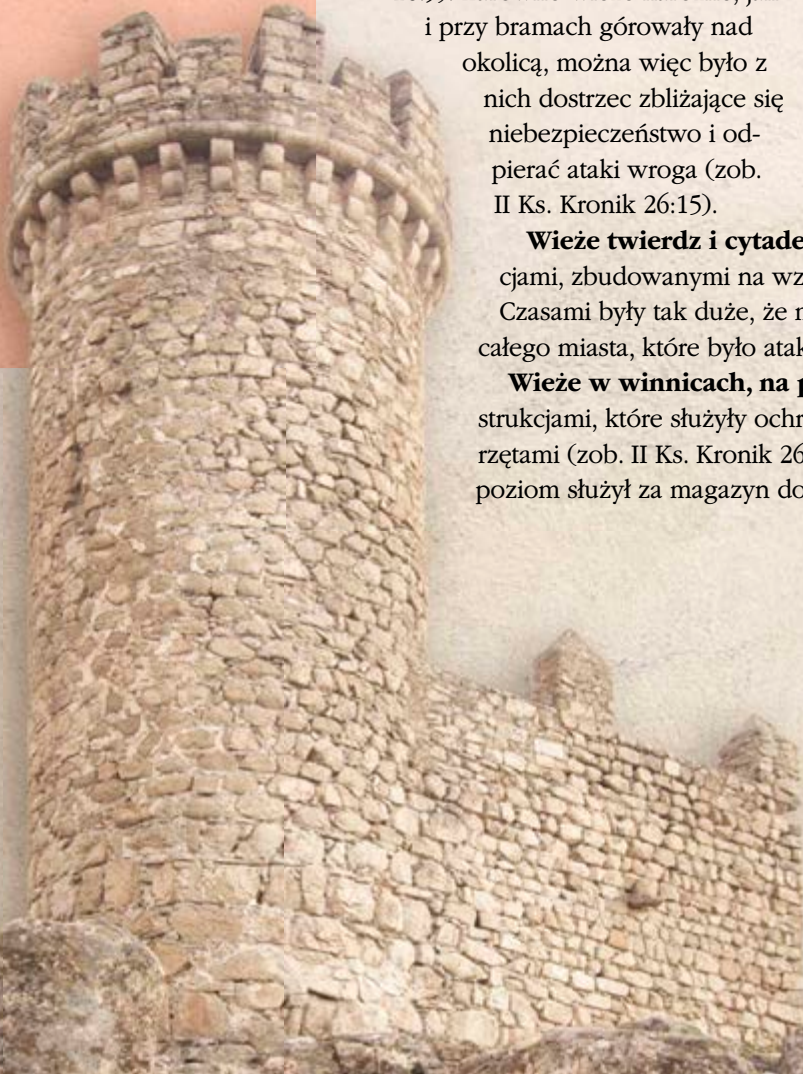 i przy bramach górowały nad
okolicą, można więc było z
nich dostrzec zbliżające się
niebezpieczeństwo i od-
pierać ataki wroga (zob.
II Ks. Kronik 26:15).
Wieże twierdz i cytade
cjami, zbudowanymi na wz
Czasami były tak duże, że
całego miasta, które było atak
Wieże w winnicach, na
strukcjami, które służyły ochr
rzętami (zob. II Ks. Kronik 26
poziom służył za magazyn do